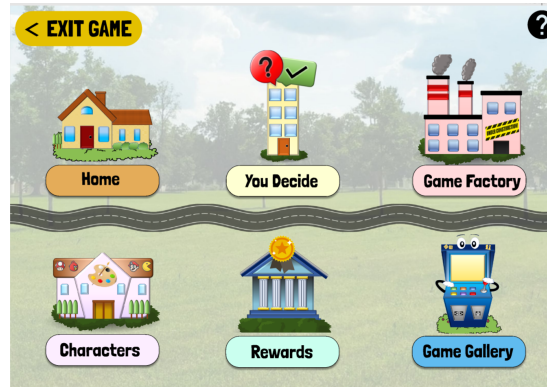 < EXIT GAME
?
?
Home
You Decide
Game Factory
Characters
Rewards
Game Gallery